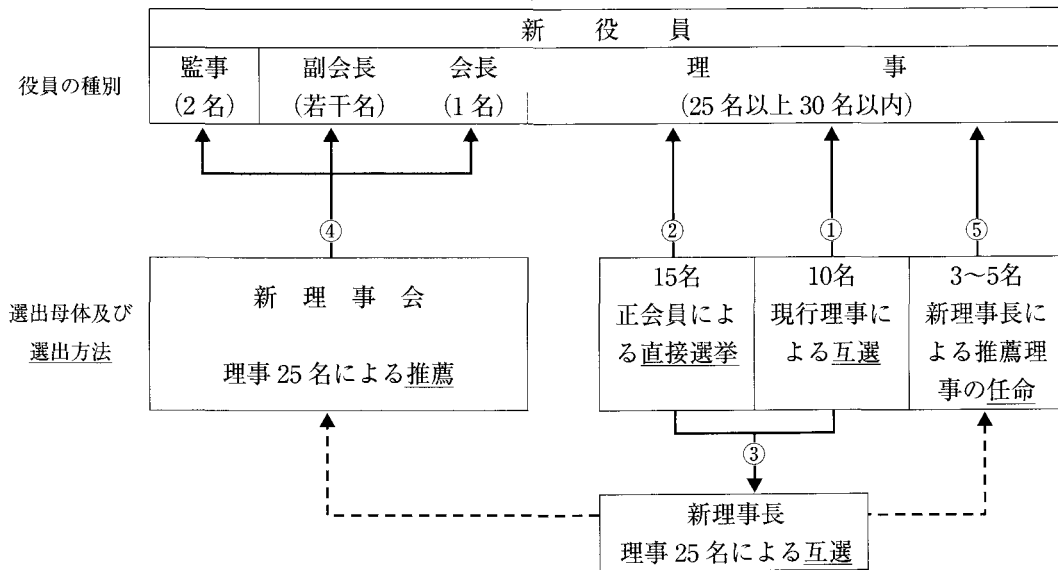 新役員
役員の種別
監事
(2名)
副会長
(若干名)
会長
(1名)
理事
(25名以上30名以内)
④
②
①
⑤
選出母体及び
選出方法
新理事会
理事25名による推薦
15名
正会員によ
る直接選挙
10名
現行理事に
よる互選
3〜5名
新理事長に
よる推薦理
事の任命
③
新理事長
理事25名による互選